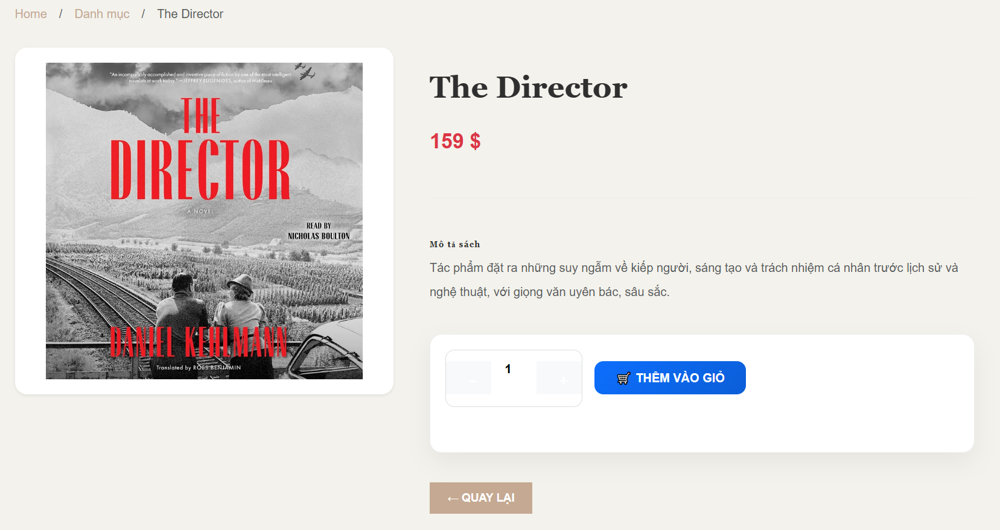 Home / Danh mục / The Director
"An incomparably accomplished and inventive piece of fiction by one of the most intelligent
novelists at work today." —JEFFREY EUGENIDES, author of Middlesex
THE
DIRECTOR
A NOVEL
READ BY
NICHOLAS BOULTON
DANIEL KEHLMANN
Translated by ROSS BENJAMIN
The Director
159 $
Mô tả sách
Tác phẩm đặt ra những suy ngẫm về kiếp người, sáng tạo và trách nhiệm cá nhân trước lịch sử và
nghệ thuật, với giọng văn uyên bác, sâu sắc.
− 1 +
THÊM VÀO GIỎ
← QUAY LẠI